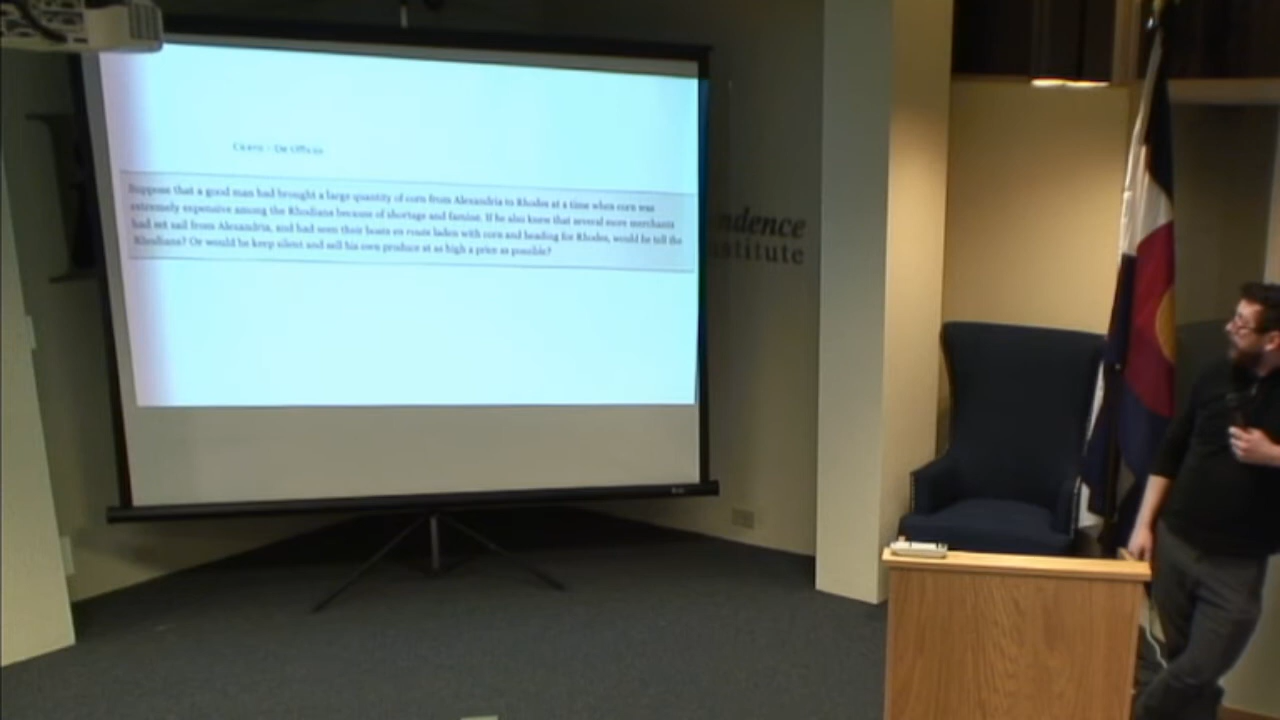 Cicero - De Officiis
Suppose that a good man had brought a large quantity of corn from Alexandria to Rhodes at a time when corn was
extremely expensive among the Rhodians because of shortage and famine. If he also knew that several more merchants
had set sail from Alexandria, and had seen their boats en route laden with corn and heading for Rhodes, would he tell the
Rhodians? Or would he keep silent and sell his own produce at as high a price as possible?
ndence
stitute